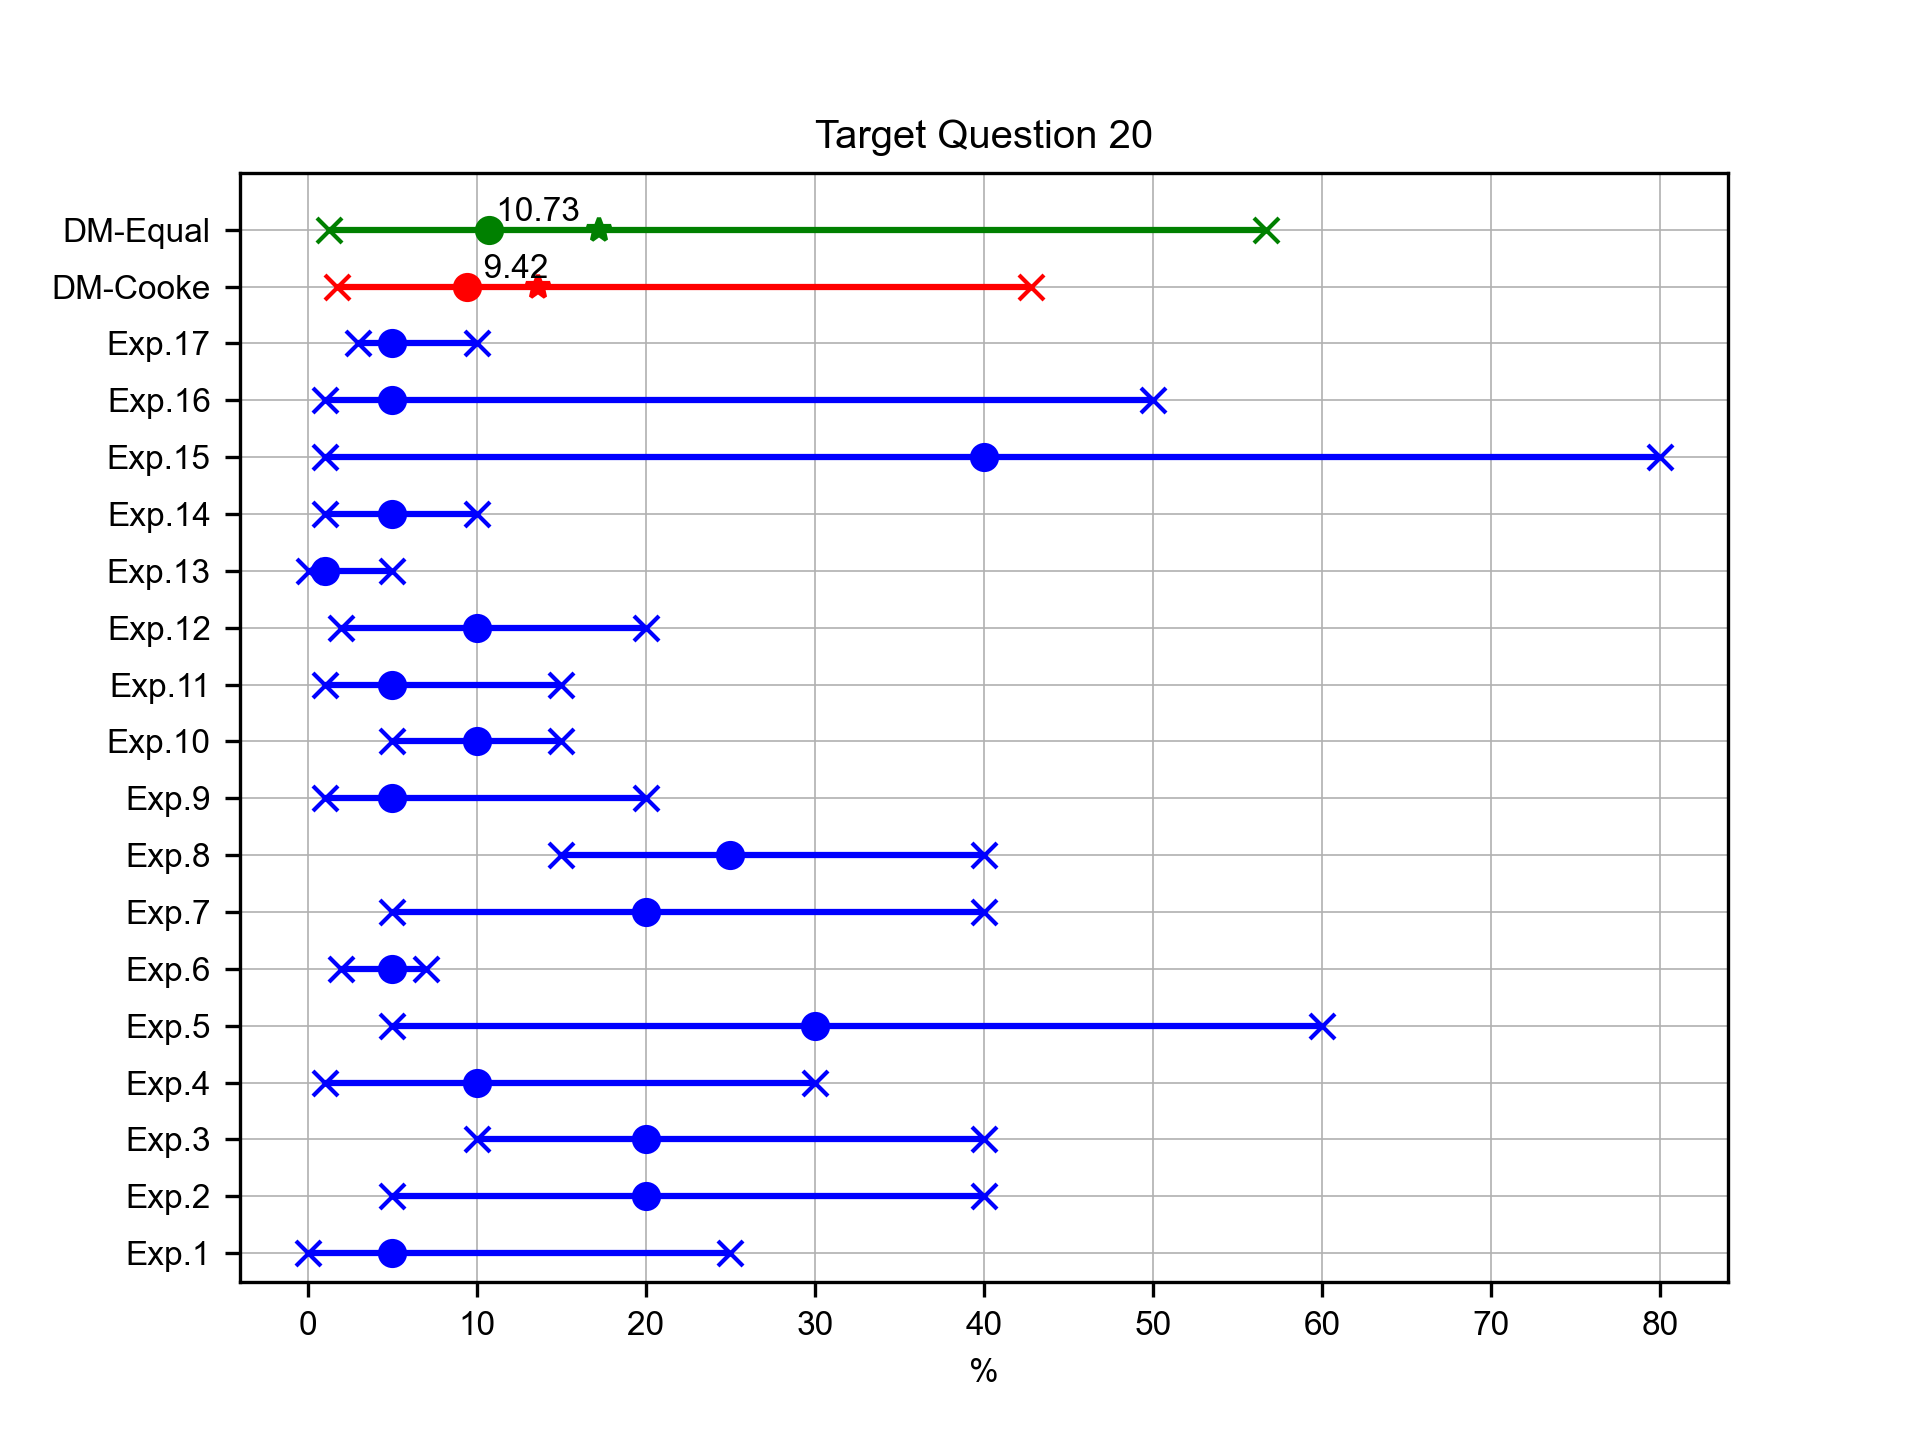 Target Question 20
DM-Equal
10.73
DM-Cooke
9.42
Exp.17
Exp.16
Exp.15
Exp.14
Exp.13
Exp.12
Exp.11
Exp.10
Exp.9
Exp.8
Exp.7
Exp.6
Exp.5
Exp.4
Exp.3
Exp.2
Exp.1
0 10 20 30 40 50 60 70 80
%